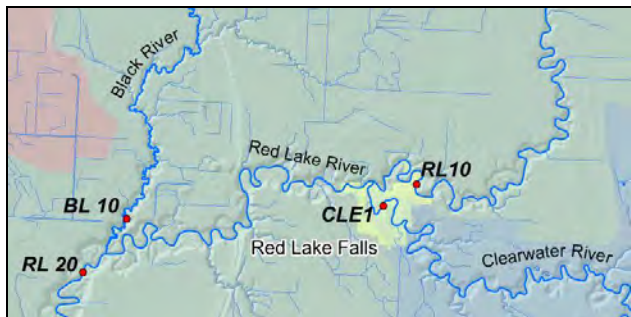 Black River
Red Lake River
RL10
BL 10
CLE1
Red Lake Falls
Clearwater River
RL 20